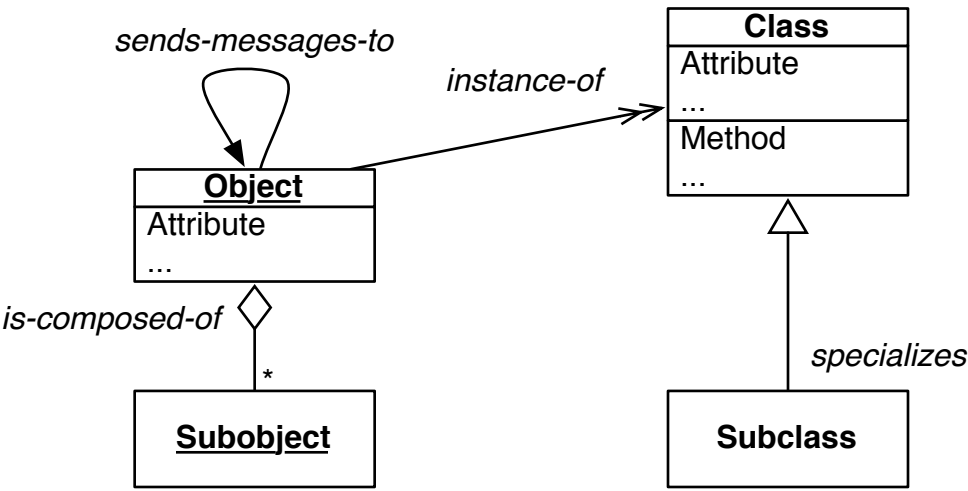 sends-messages-to
instance-of
Class
Attribute
...
Method
...
Object
Attribute
...
is-composed-of
*
specializes
Subobject
Subclass